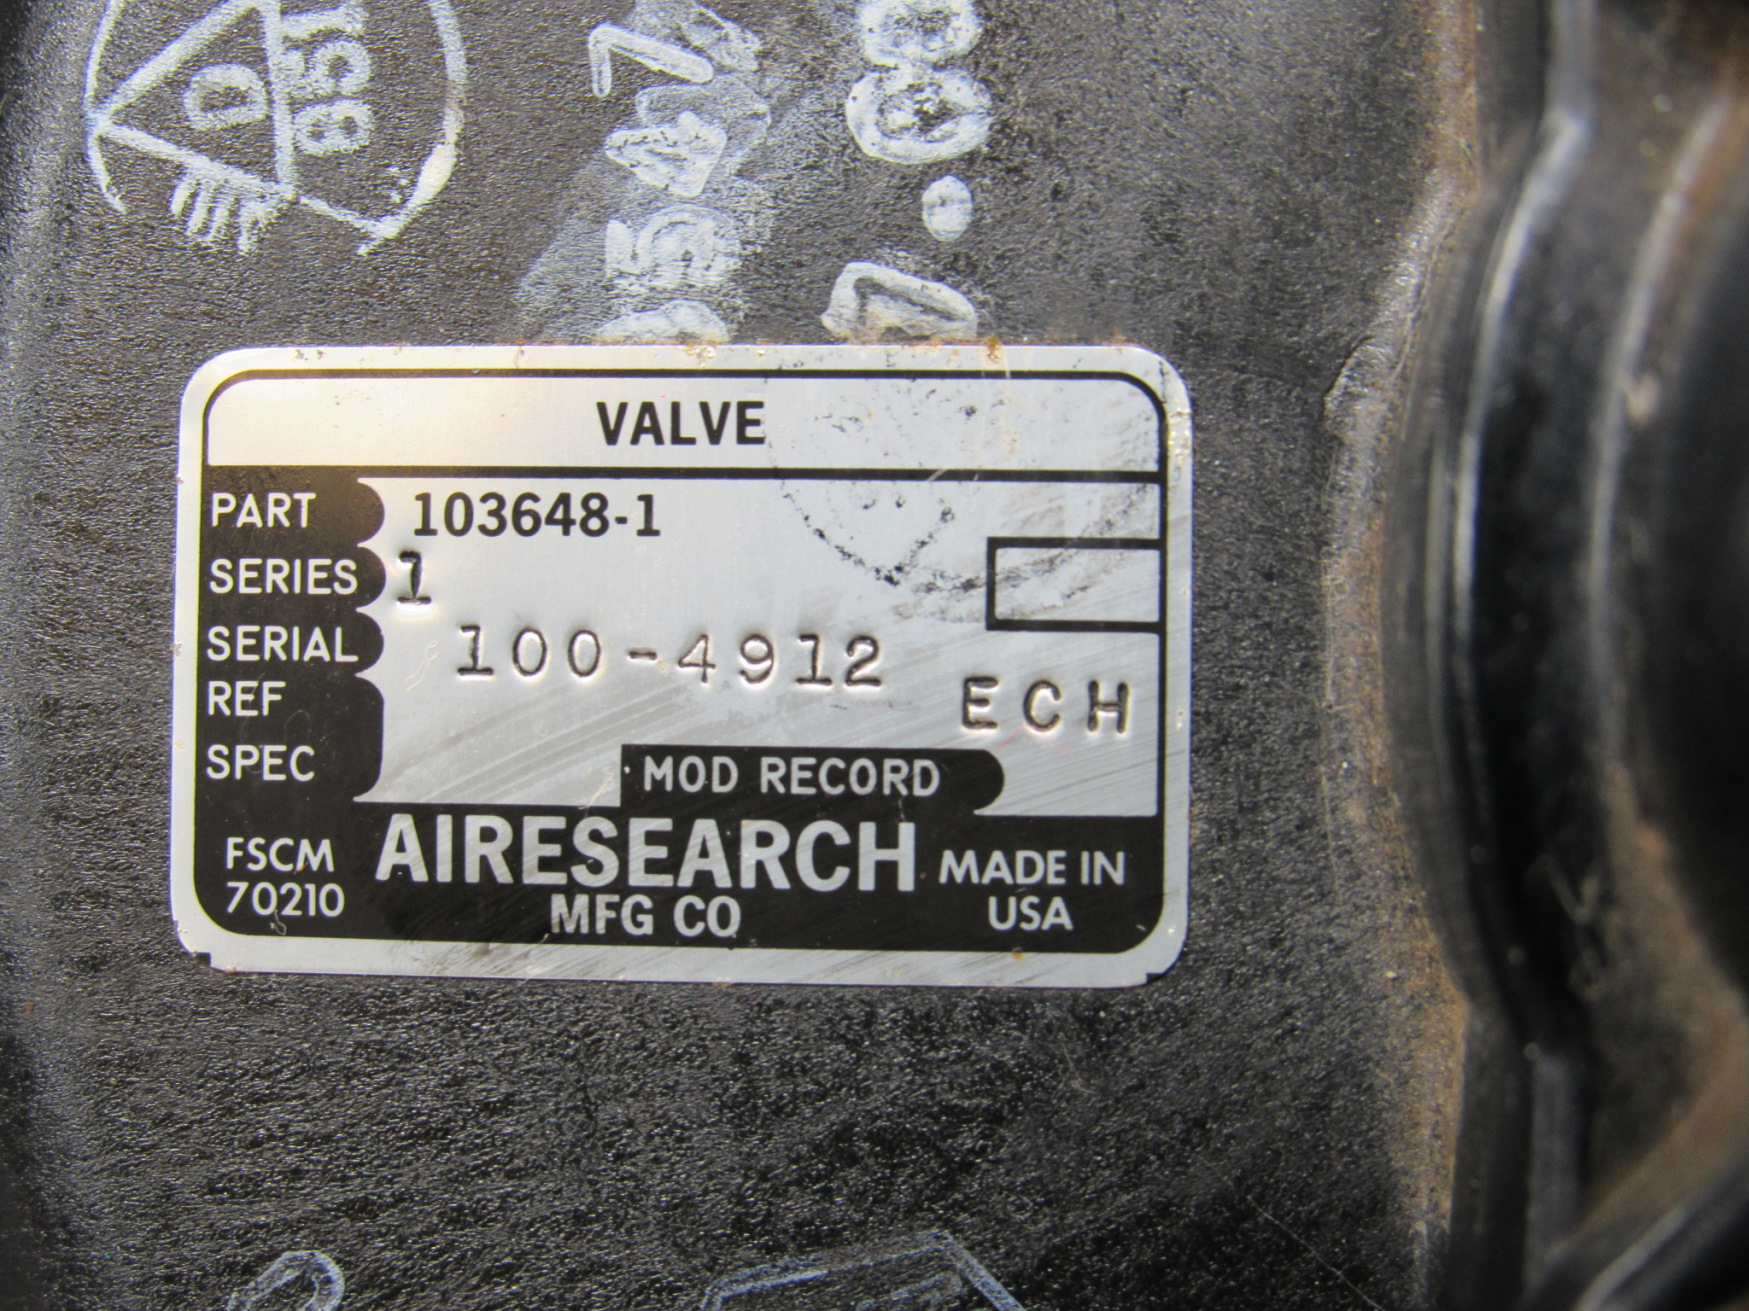 VALVE
PART 103648-1
SERIES 1
SERIAL 100-4912
REF ECH
SPEC
MOD RECORD
FSCM 70210
AIRESEARCH MFG CO
MADE IN USA